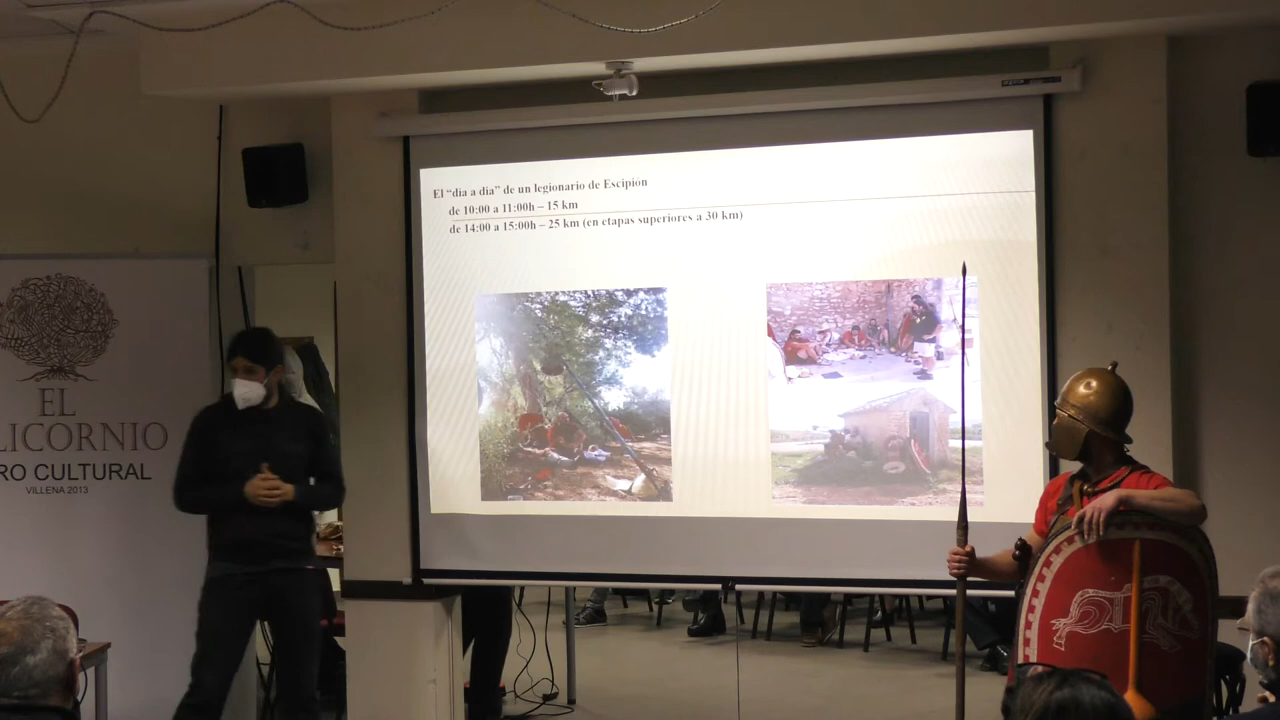 El “dia a dia” de un legionario de Escipión
de 10:00 a 11:00h – 15 km
de 14:00 a 15:00h – 25 km (en etapas superiores a 30 km)
EL
LICORNIO
RO CULTURAL
VILLENA 2013